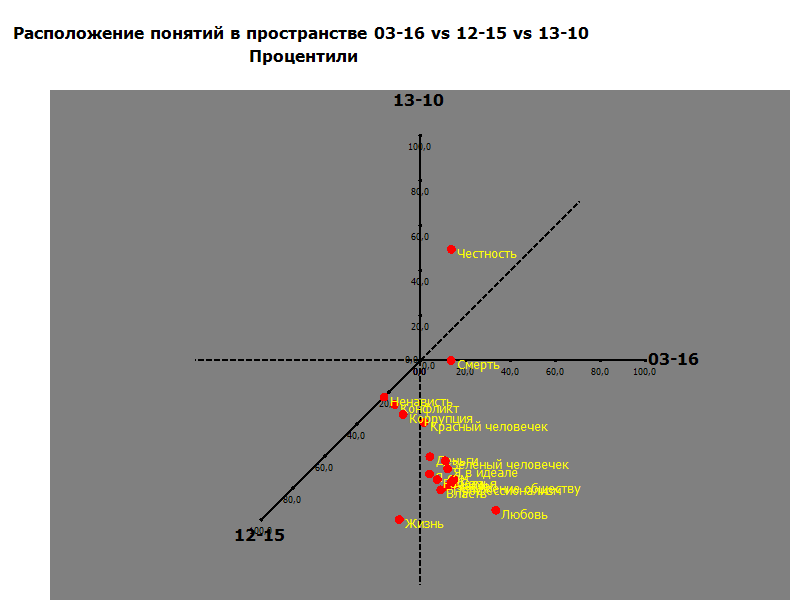 Расположение понятий в пространстве 03-16 vs 12-15 vs 13-10
Процентили
13-10
100,0
80,0
60,0
Честность
40,0
20,0
03-16
Смерть
20,0 40,0 60,0 80,0 100,0
Ненависть
Конфликт
Коррупция
Красный человечек
40,0
Деньги
Зеленый человечек
60,0
Я в идеале
обществу
Власть
80,0
Любовь
Жизнь
100,0
12-15